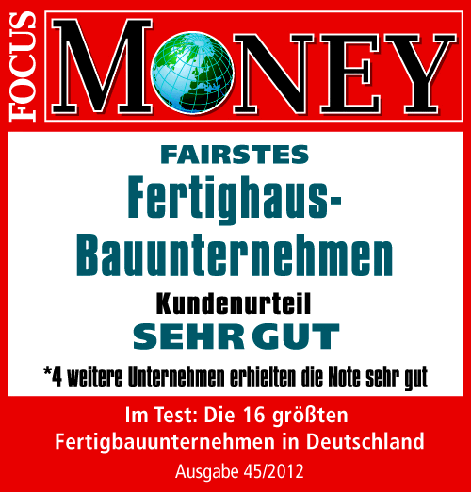 FOCUS
MONEY
FAIRSTES
Fertighaus-
Bauunternehmen
Kundenurteil
SEHR GUT
*4 weitere Unternehmen erhielten die Note sehr gut
Im Test: Die 16 größten
Fertigbauunternehmen in Deutschland
Ausgabe 45/2012